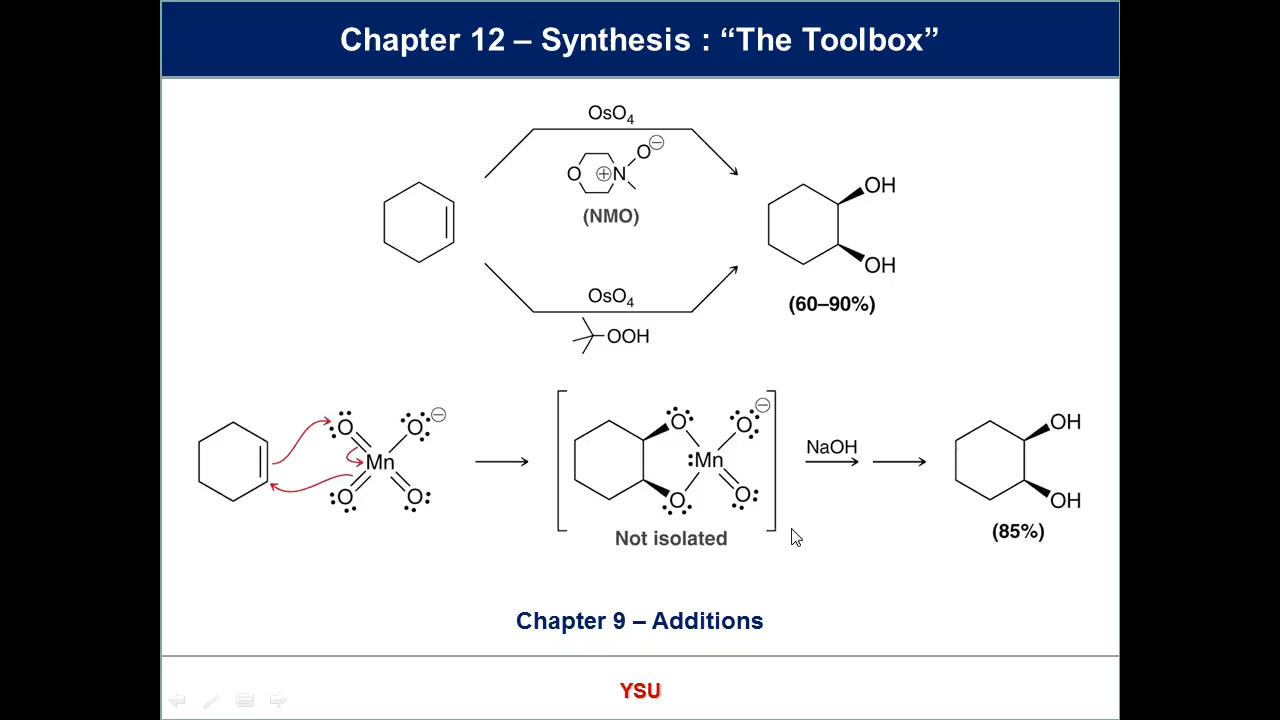 Chapter 12 – Synthesis : “The Toolbox”
OsO4
O
N
O
(NMO)
OH
OH
(60–90%)
OsO4
OOH
O
O
Mn
O
O
O
O
Mn
O
O
Not isolated
NaOH
OH
OH
(85%)
Chapter 9 – Additions
YSU